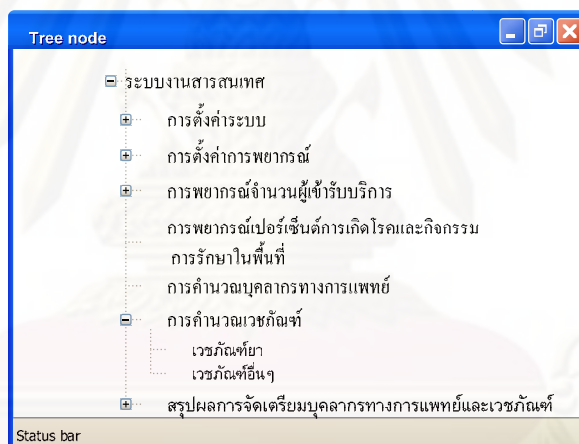 Tree node
ระบบงานสารสนเทศ
การตั้งค่าระบบ
การตั้งค่าการพยากรณ์
การพยากรณ์จำนวนผู้เข้ารับบริการ
การพยากรณ์เปอร์เซ็นต์การเกิดโรคและกิจกรรม
การรักษาในพื้นที่
การคำนวณบุคลากรทางการแพทย์
การคำนวณเวชภัณฑ์
เวชภัณฑ์ยา
เวชภัณฑ์อื่นๆ
สรุปผลการจัดเตรียมบุคลากรทางการแพทย์และเวชภัณฑ์
Status bar